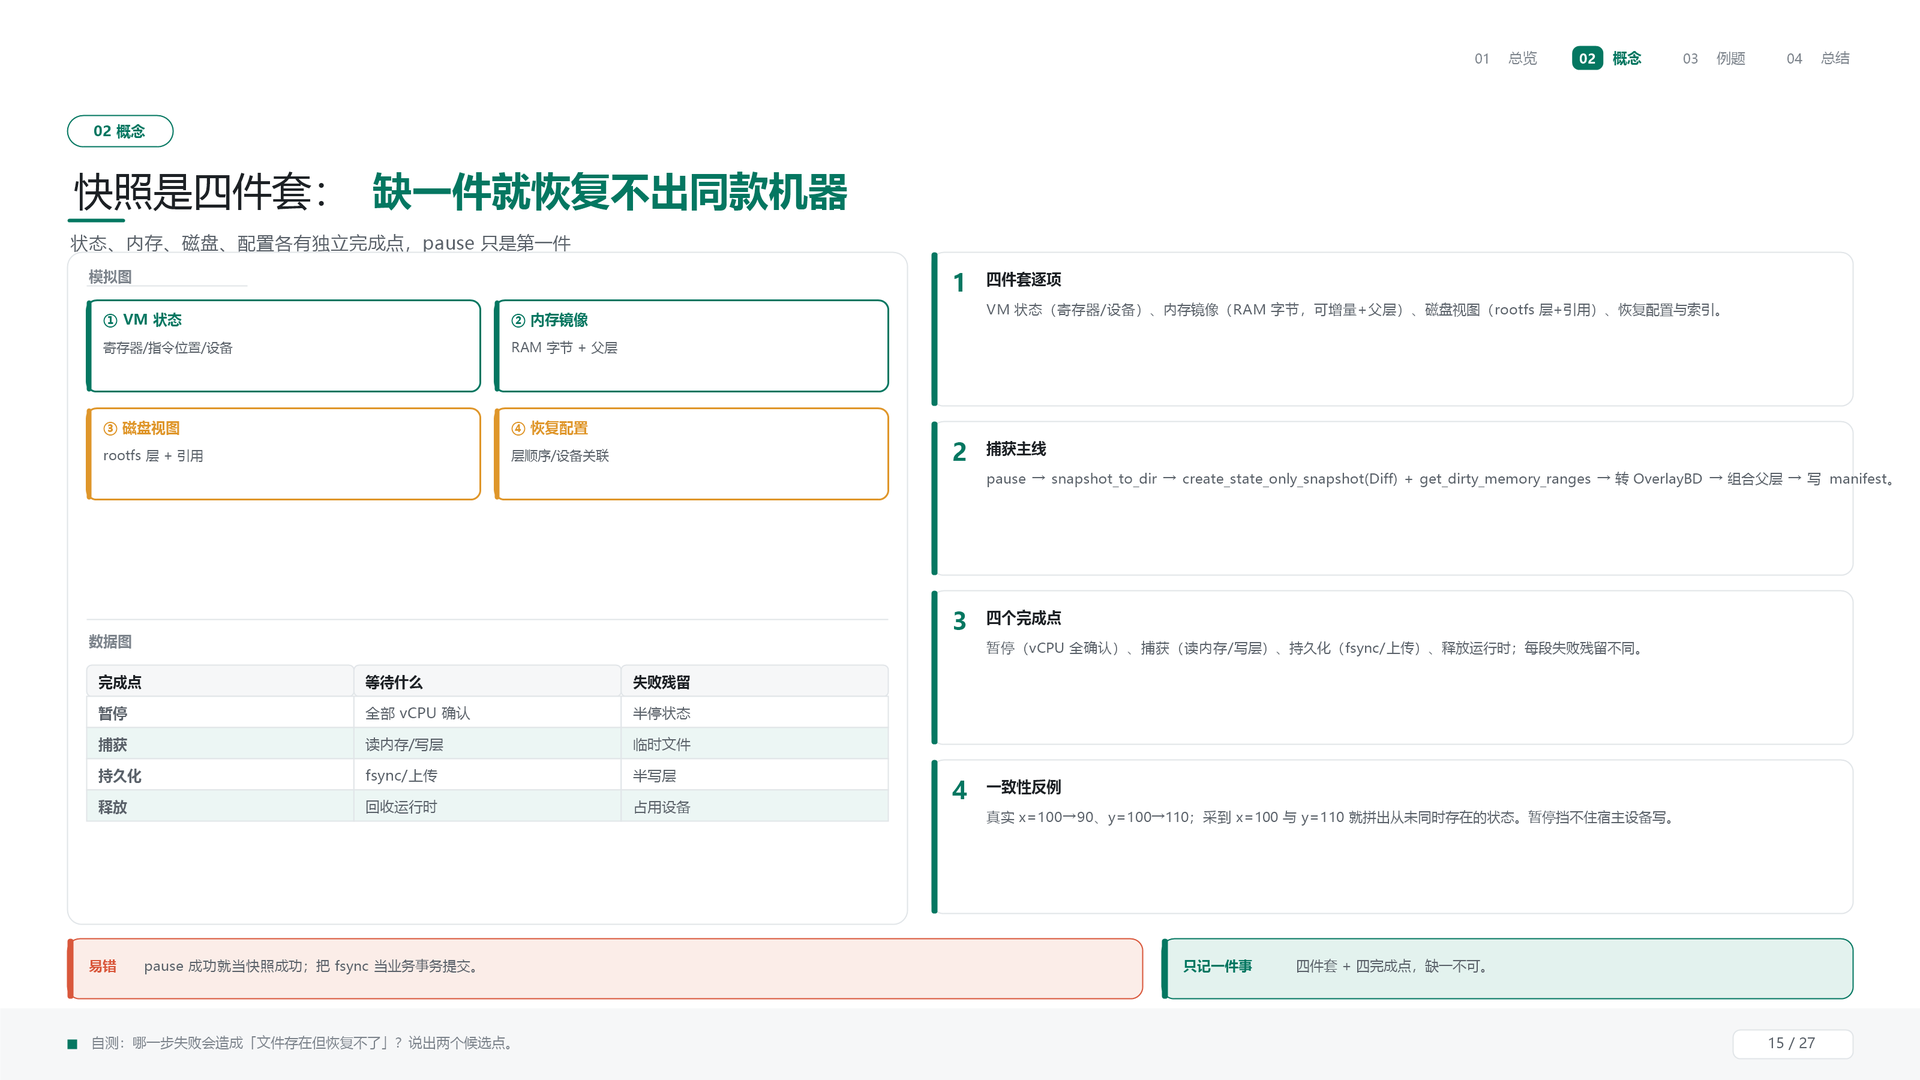 01 总览 02 概念 03 例题 04 总结
02 概念
快照是四件套： 缺一件就恢复不出同款机器
状态、内存、磁盘、配置各有独立完成点，pause 只是第一件
模拟图
① VM 状态
寄存器/指令位置/设备
② 内存镜像
RAM 字节 + 父层
③ 磁盘视图
rootfs 层 + 引用
④ 恢复配置
层顺序/设备关联
数据图
完成点 等待什么 失败残留
暂停 全部 vCPU 确认 半停状态
捕获 读内存/写层 临时文件
持久化 fsync/上传 半写层
释放 回收运行时 占用设备
1 四件套逐项
VM 状态（寄存器/设备）、内存镜像（RAM 字节，可增量+父层）、磁盘视图（rootfs 层+引用）、恢复配置与索引。
2 捕获主线
pause → snapshot_to_dir → create_state_only_snapshot(Diff) + get_dirty_memory_ranges → 转 OverlayBD → 组合父层 → 写 manifest。
3 四个完成点
暂停（vCPU 全确认）、捕获（读内存/写层）、持久化（fsync/上传）、释放运行时；每段失败残留不同。
4 一致性反例
真实 x=100→90、y=100→110；采到 x=100 与 y=110 就拼出从未同时存在的状态。暂停挡不住宿主设备写。
易错 pause 成功就当快照成功；把 fsync 当业务事务提交。
只记一件事 四件套 + 四完成点，缺一不可。
自测：哪一步失败会造成「文件存在但恢复不了」？说出两个候选点。
15 / 27